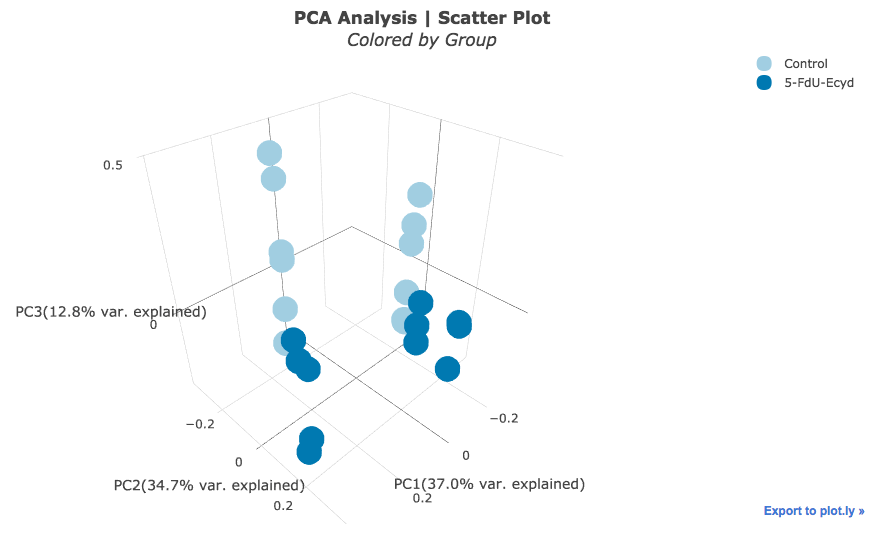 PCA Analysis | Scatter Plot
Colored by Group
Control
5-FdU-Ecyd
0.5
PC3(12.8% var. explained)
0
−0.2
−0.2
0
0
PC2(34.7% var. explained)
PC1(37.0% var. explained)
0.2
0.2
Export to plot.ly »